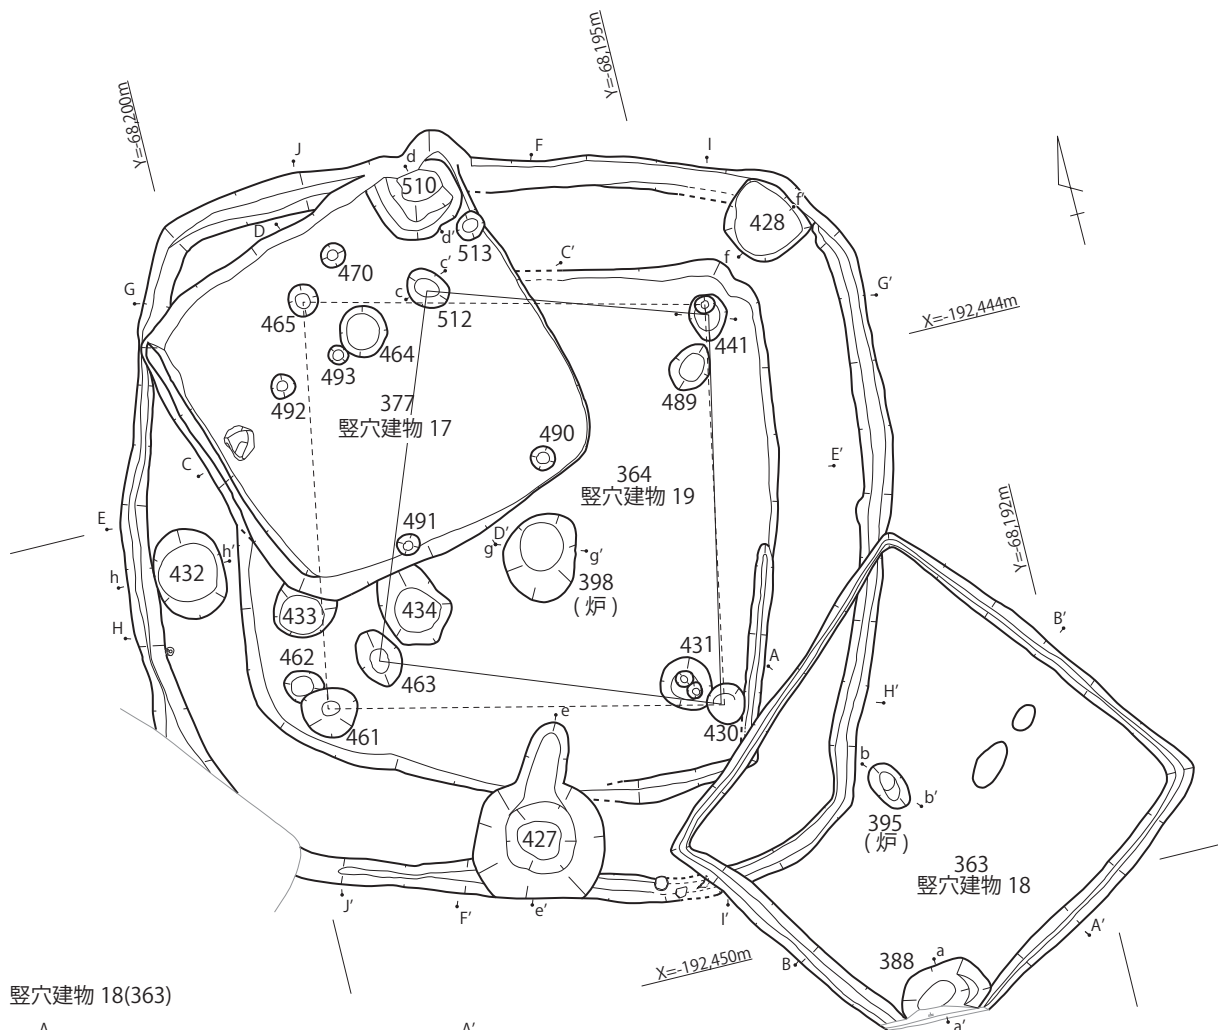 Y=-68,195m
Y=-68,200m
J
d
F
I
510
f'
428
D
d'
513
f
470
c'
C'
G
c
G'
465
512
X=-192,444m
464
441
493
492
489
377
竪穴建物 17
490
C
364
竪穴建物 19
E'
Y=-68,192m
E
491
D'
g
g'
h'
h
432
398
( 炉 )
433
434
H
B'
462
431
A
463
461
e
430
H'
b
b'
395
( 炉 )
427
363
竪穴建物 18
J'
F'
e'
I'
A'
X=-192,450m
B
388
a
竪穴建物 18(363)
A
A'
a'